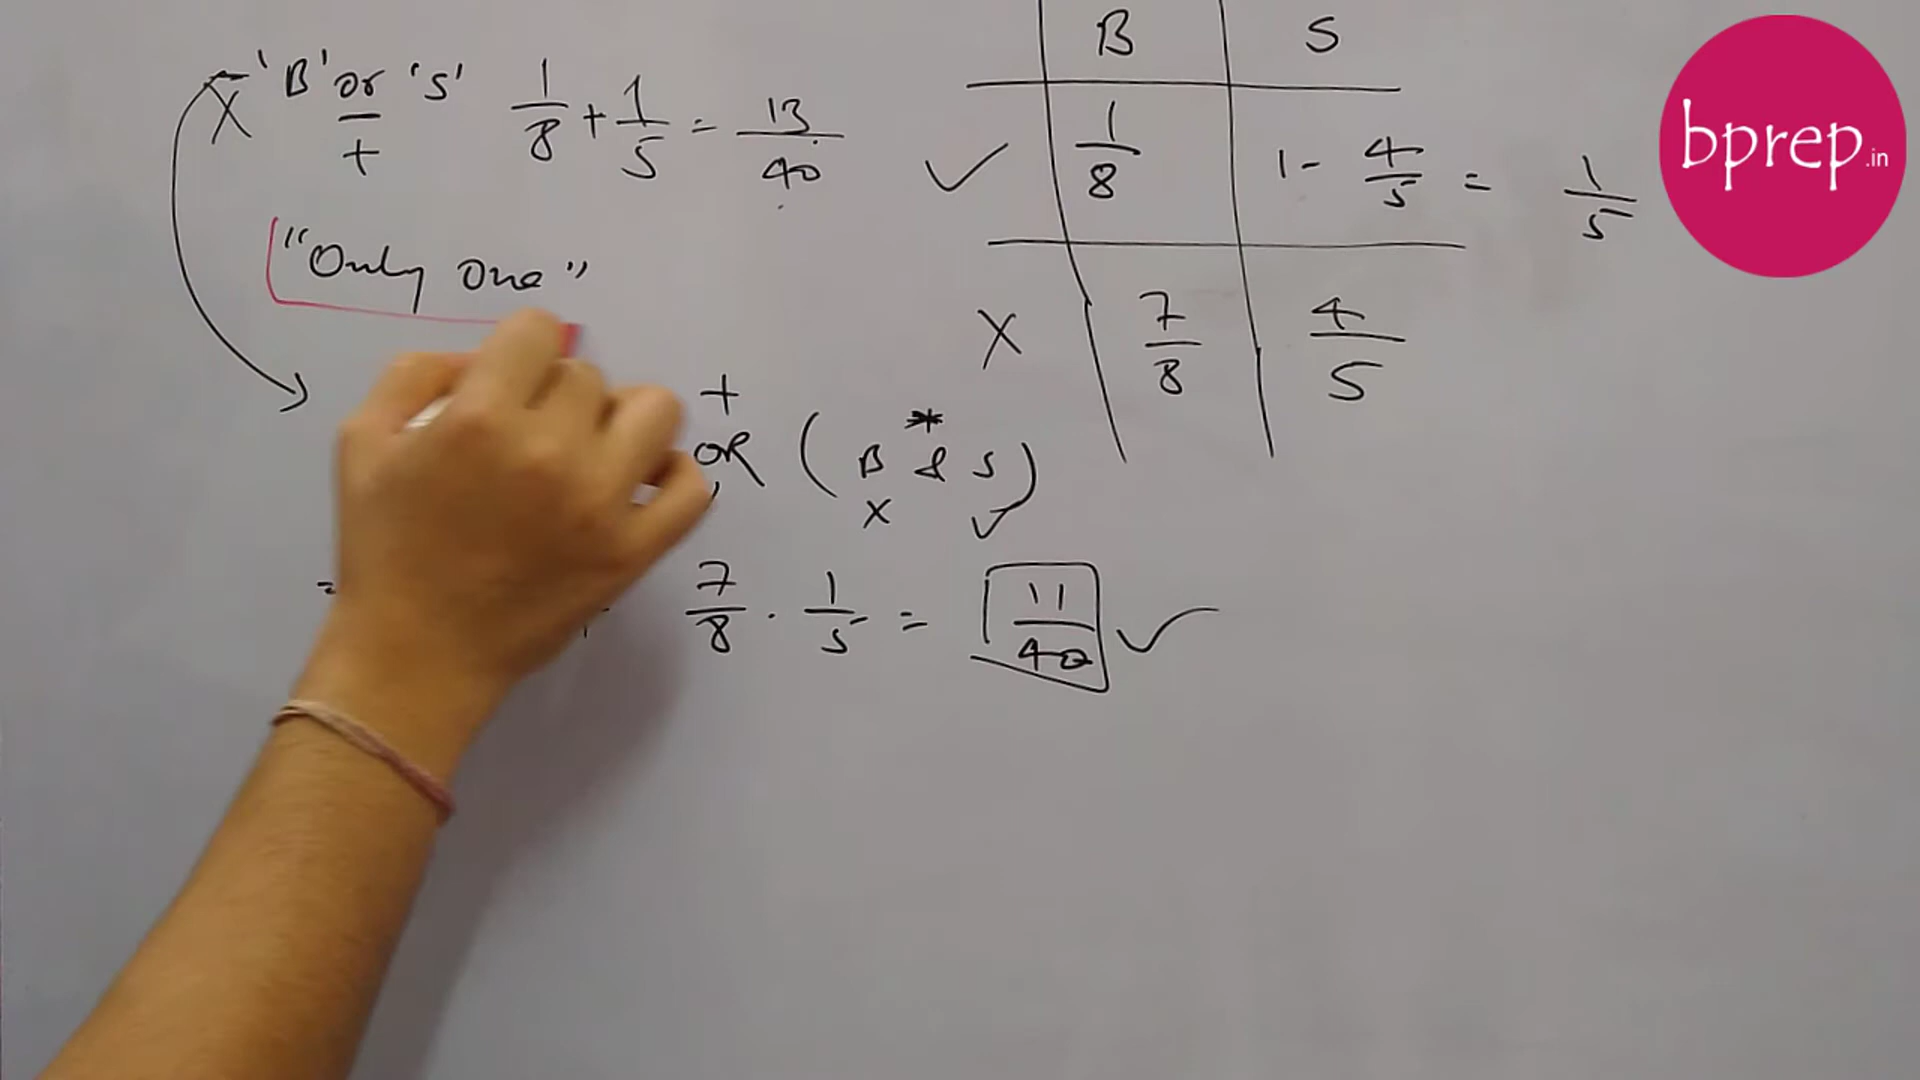 B S
X 'B' or 'S' 1/8 + 1/5 = 13/40
+
✓ 1/8 1 - 4/5 = 1/5
"Only one"
X 7/8 4/5
+ *
OR ( B & S )
X ✓
= 7/8 · 1/5 = 11/40 ✓
bprep.in